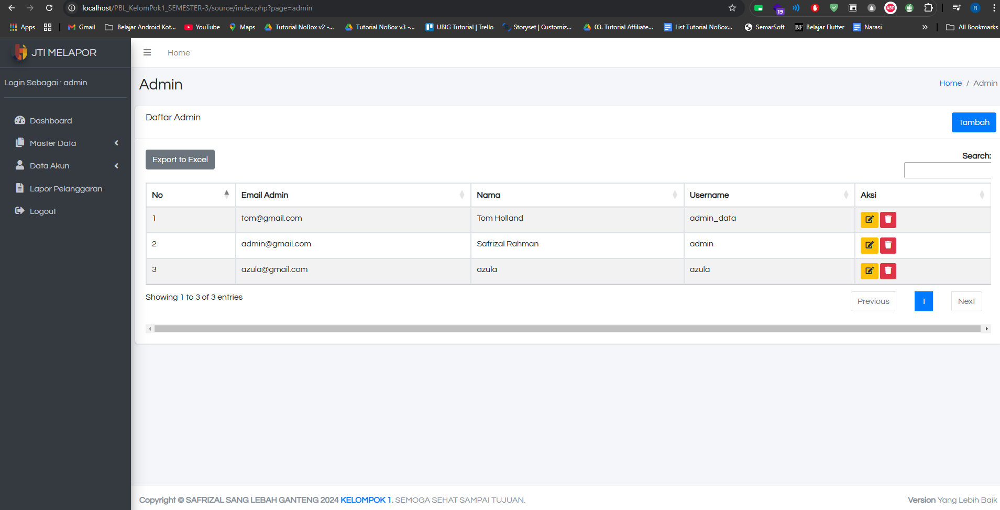 localhost/PBL_KelomPok1_SEMESTER-3/source/index.php?page=admin
19
ABP
R
Apps
Gmail
Belajar Android Kot...
YouTube
Maps
Tutorial NoBox v2 -...
Tutorial NoBox v3 -...
UBIG Tutorial | Trello
Storyset | Customiz...
03. Tutorial Affiliate...
List Tutorial NoBox...
SemarSoft
BF Belajar Flutter
Narasi
All Bookmarks
JTI MELAPOR
Home
Login Sebagai : admin
Admin
Home / Admin
Dashboard
Master Data
Data Akun
Lapor Pelanggaran
Logout
Daftar Admin
Tambah
Export to Excel
Search:
No Email Admin Nama Username Aksi
1 tom@gmail.com Tom Holland admin_data
2 admin@gmail.com Safrizal Rahman admin
3 azula@gmail.com azula azula
Showing 1 to 3 of 3 entries
Previous 1 Next
Copyright © SAFRIZAL SANG LEBAH GANTENG 2024 KELOMPOK 1. SEMOGA SEHAT SAMPAI TUJUAN.
Version Yang Lebih Baik